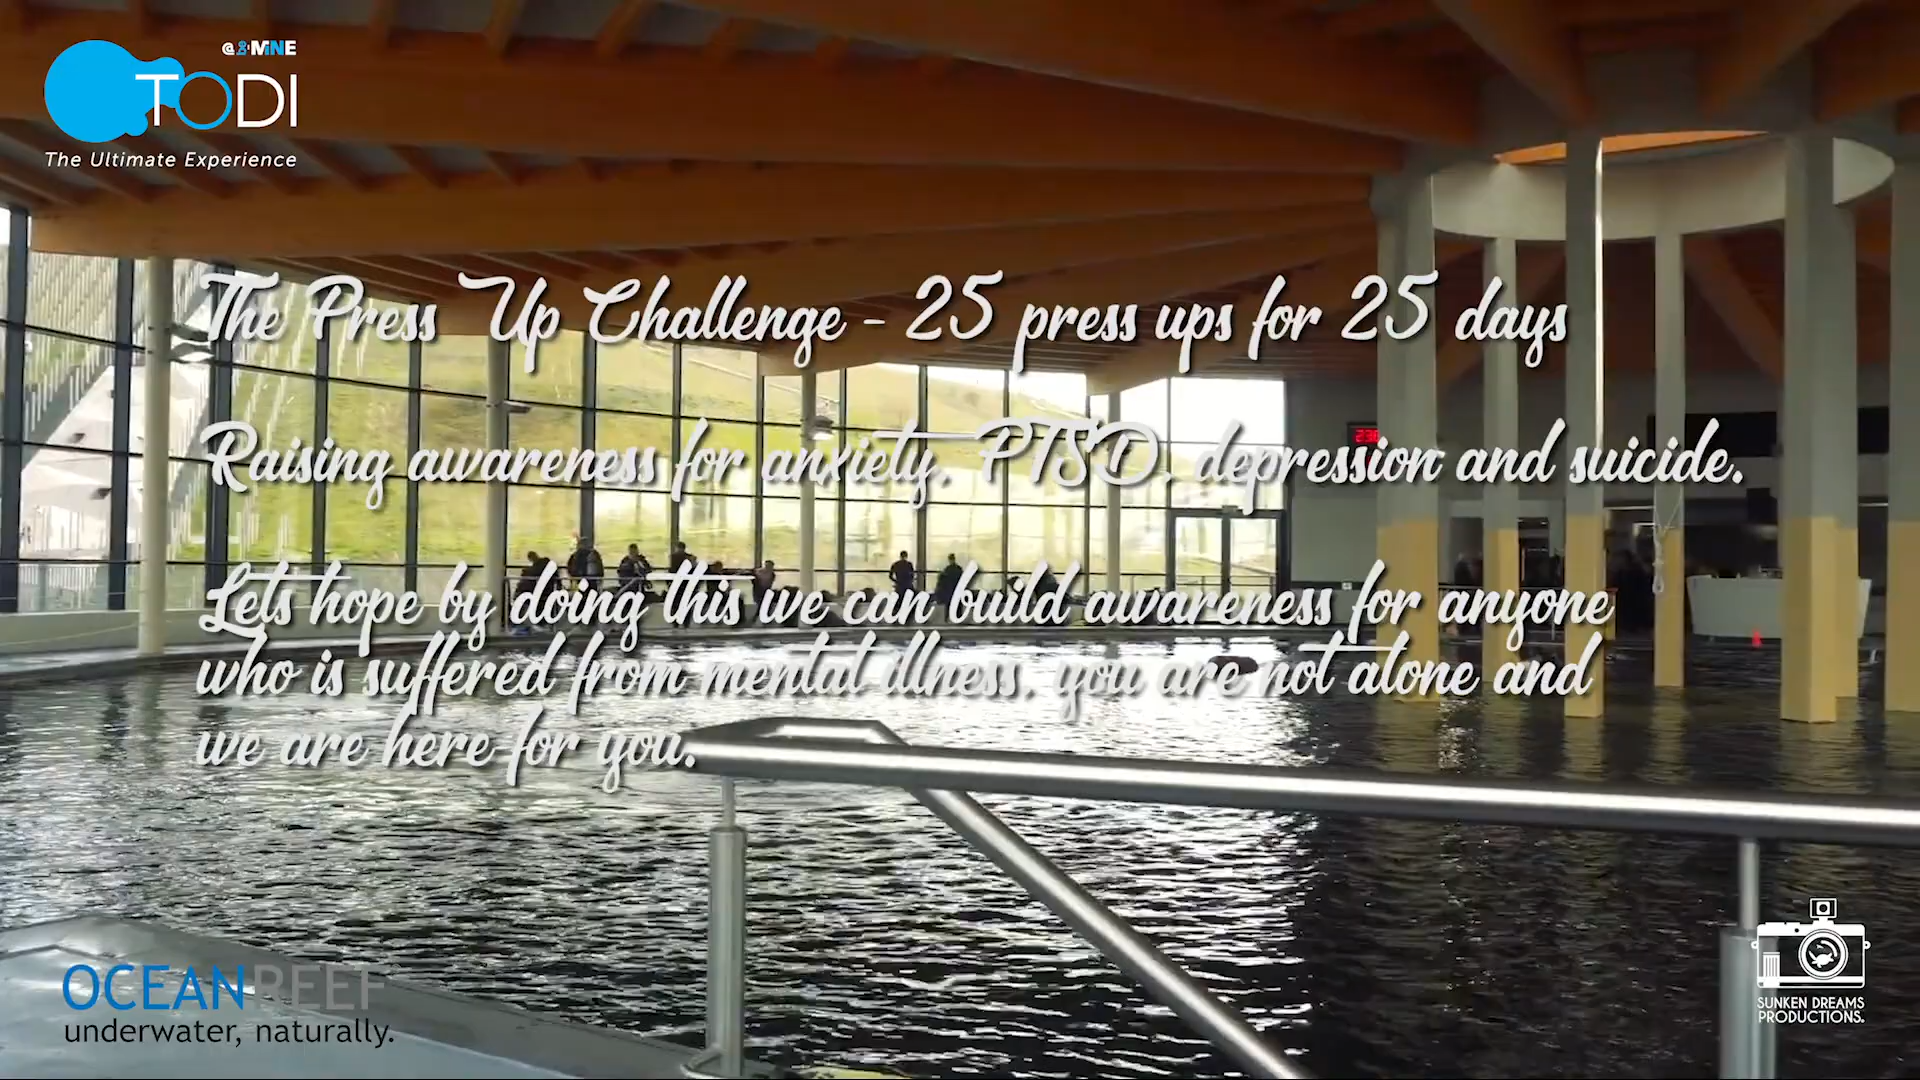 @be-MINE
TODI
The Ultimate Experience
The Press Up Challenge - 25 press ups for 25 days
Raising awareness for anxiety, PTSD, depression and suicide.
Lets hope by doing this we can build awareness for anyone
who is suffered from mental illness, you are not alone and
we are here for you.
OCEANREEF
underwater, naturally.
SUNKEN DREAMS
PRODUCTIONS.